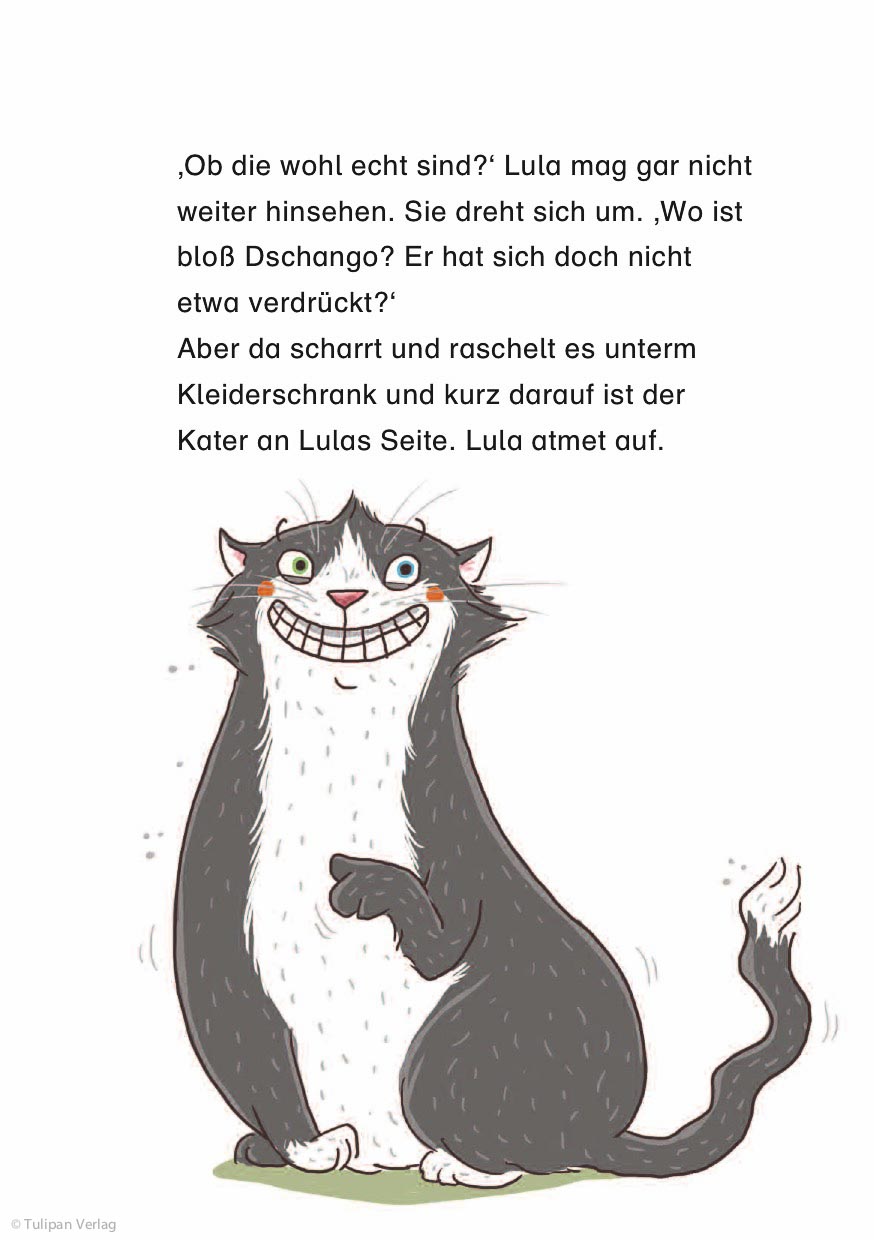 ‚Ob die wohl echt sind?‘ Lula mag gar nicht
weiter hinsehen. Sie dreht sich um. ‚Wo ist
bloß Dschango? Er hat sich doch nicht
etwa verdrückt?‘
Aber da scharrt und raschelt es unterm
Kleiderschrank und kurz darauf ist der
Kater an Lulas Seite. Lula atmet auf.
© Tulipan Verlag